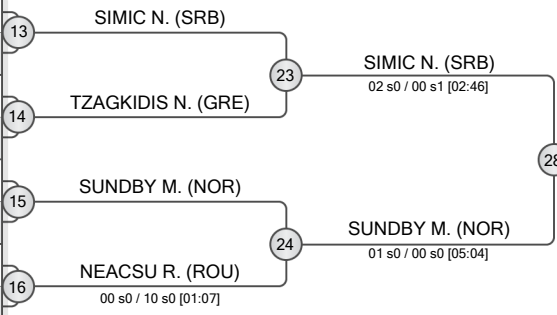 13
SIMIC N. (SRB)
23
SIMIC N. (SRB)
02 s0 / 00 s1 [02:46]
14
TZAGKIDIS N. (GRE)
28
15
SUNDBY M. (NOR)
24
SUNDBY M. (NOR)
01 s0 / 00 s0 [05:04]
16
NEACSU R. (ROU)
00 s0 / 10 s0 [01:07]